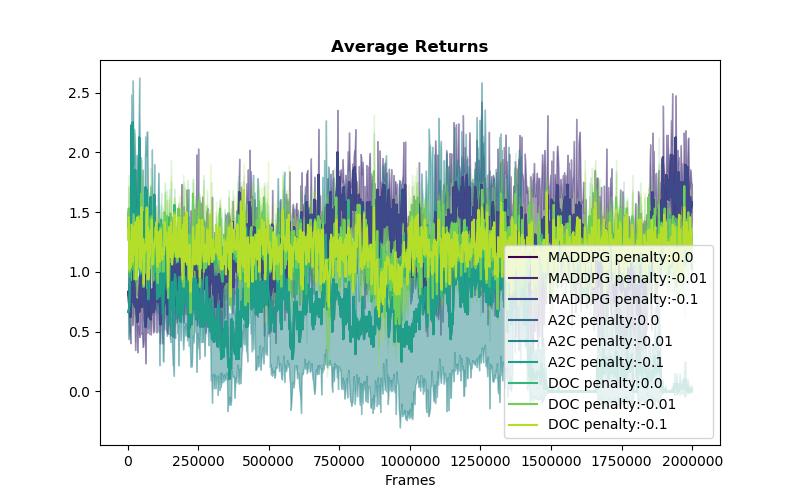 Average Returns
2.5
2.0
1.5
1.0
0.5
0.0
MADDPG penalty:0.0
MADDPG penalty:-0.01
MADDPG penalty:-0.1
A2C penalty:0.0
A2C penalty:-0.01
A2C penalty:-0.1
DOC penalty:0.0
DOC penalty:-0.01
DOC penalty:-0.1
0 250000 500000 750000 1000000 1250000 1500000 1750000 2000000
Frames